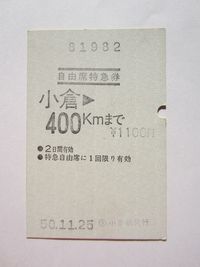 81982
自由席特急券
小倉▶
400Kmまで
¥1100円
●2日間有効
●特急自由席に1回限り有効
50.11.25